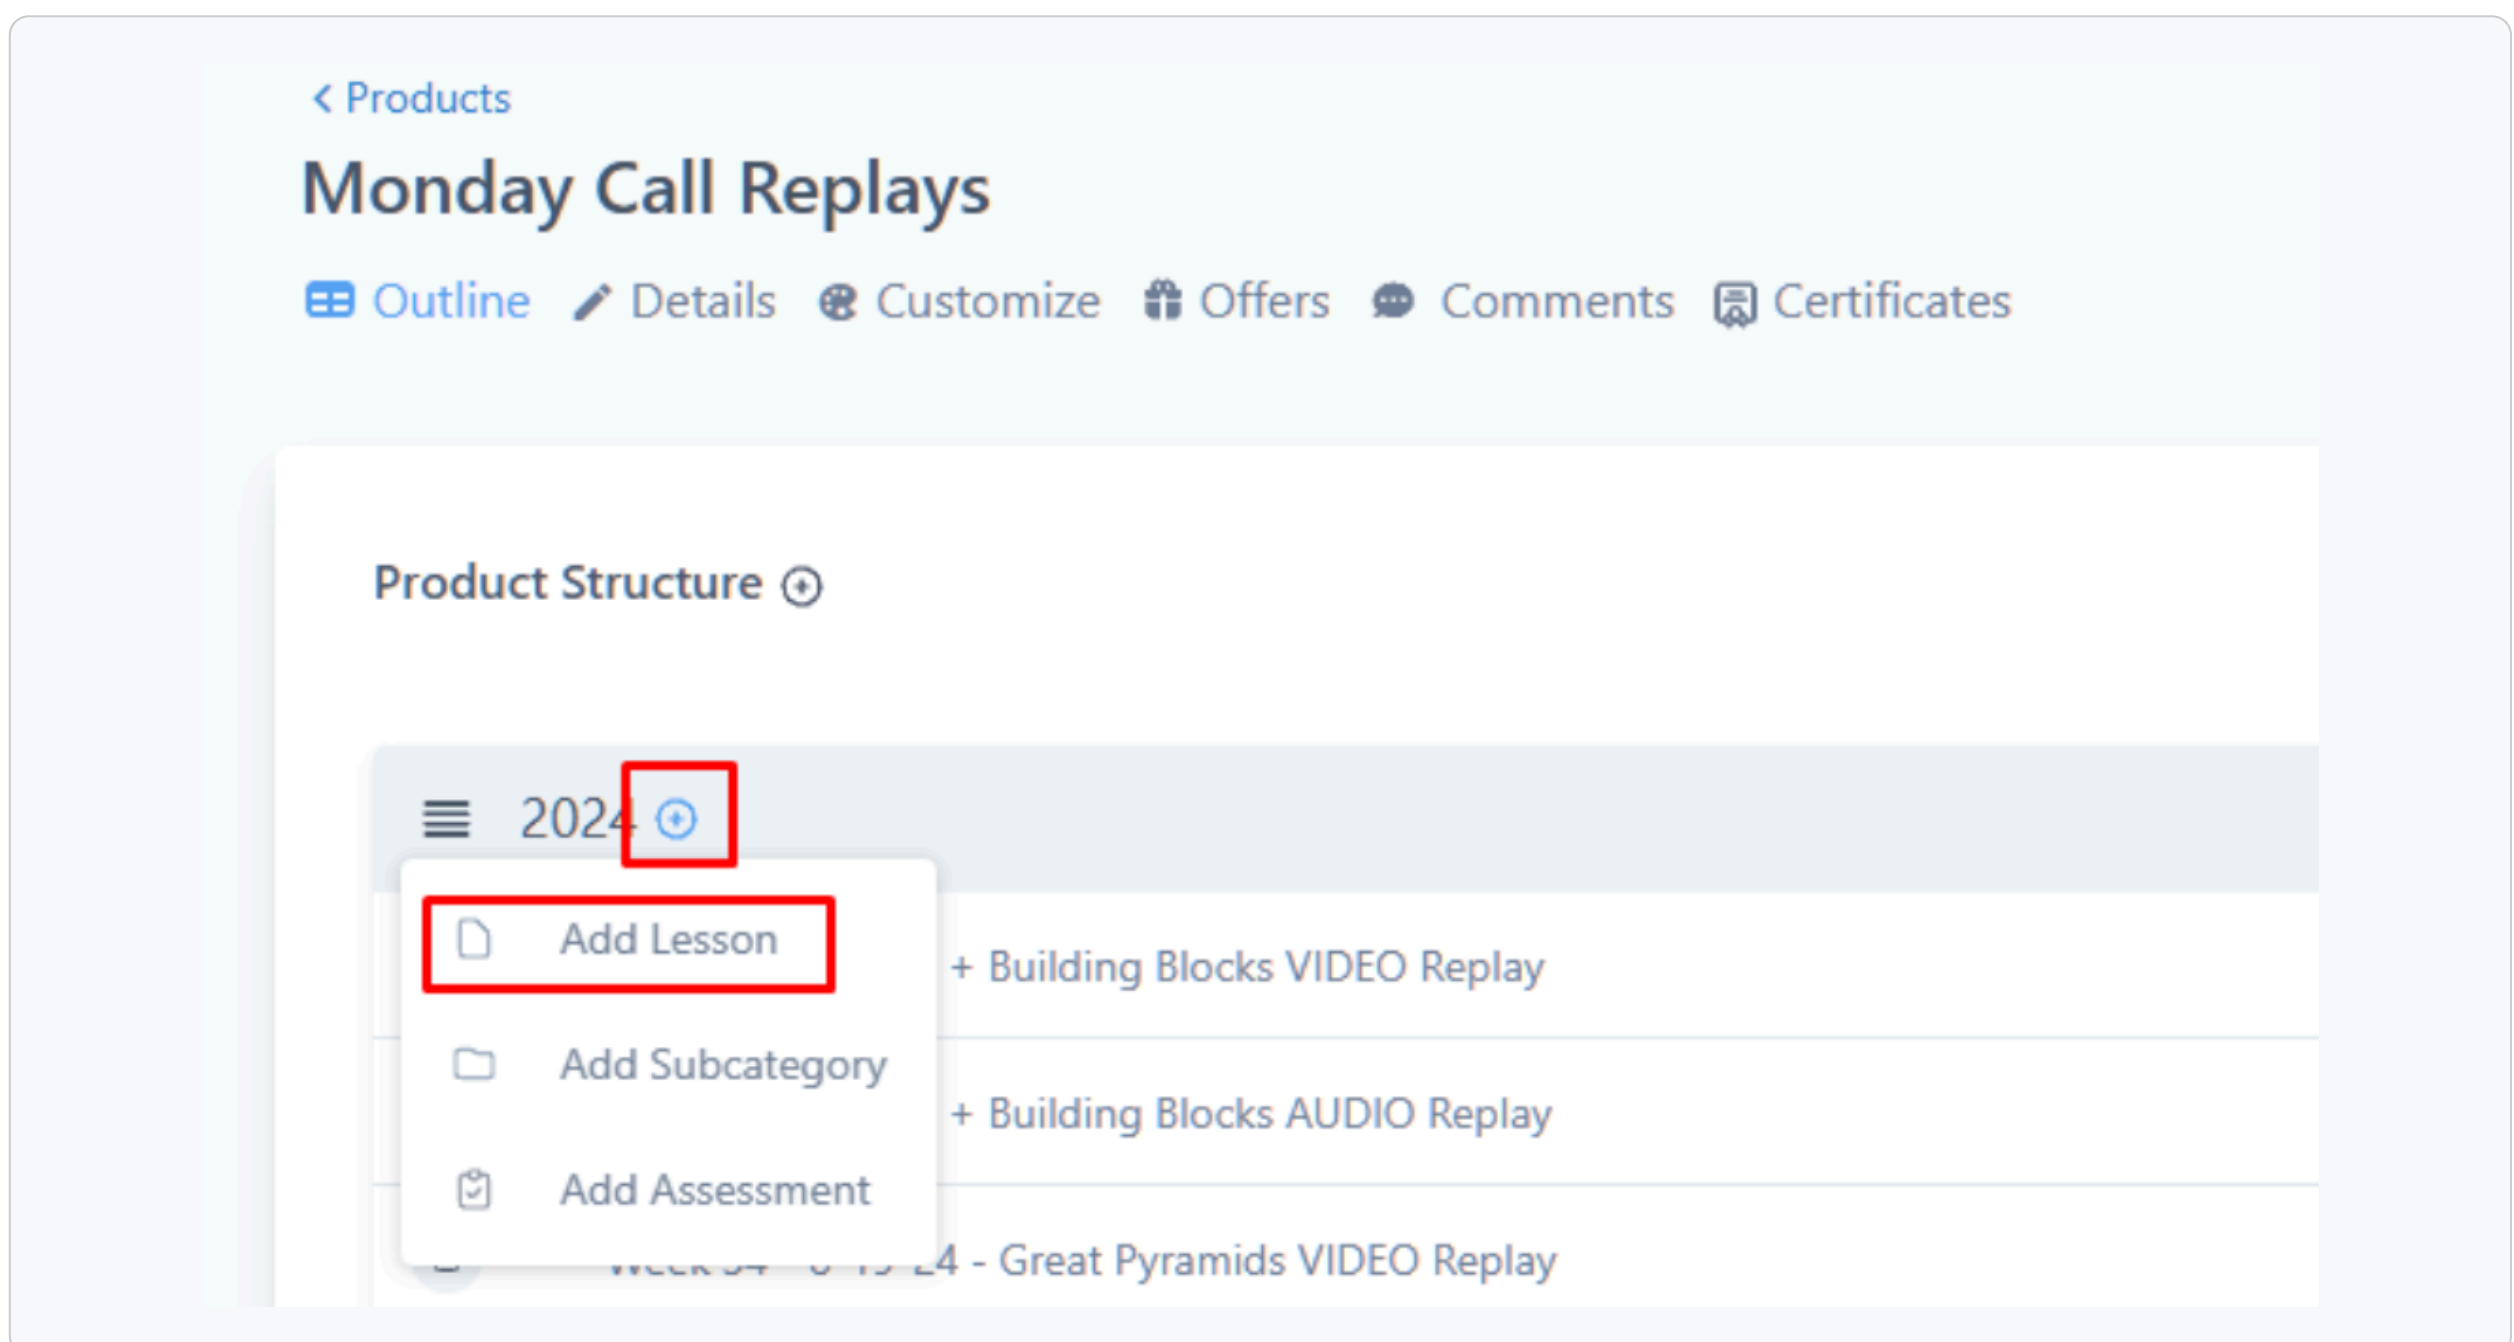 Products
Monday Call Replays
Outline Details Customize Offers Comments Certificates
Product Structure
2024
Add Lesson
+ Building Blocks VIDEO Replay
Add Subcategory
+ Building Blocks AUDIO Replay
Add Assessment
24 - Great Pyramids VIDEO Replay